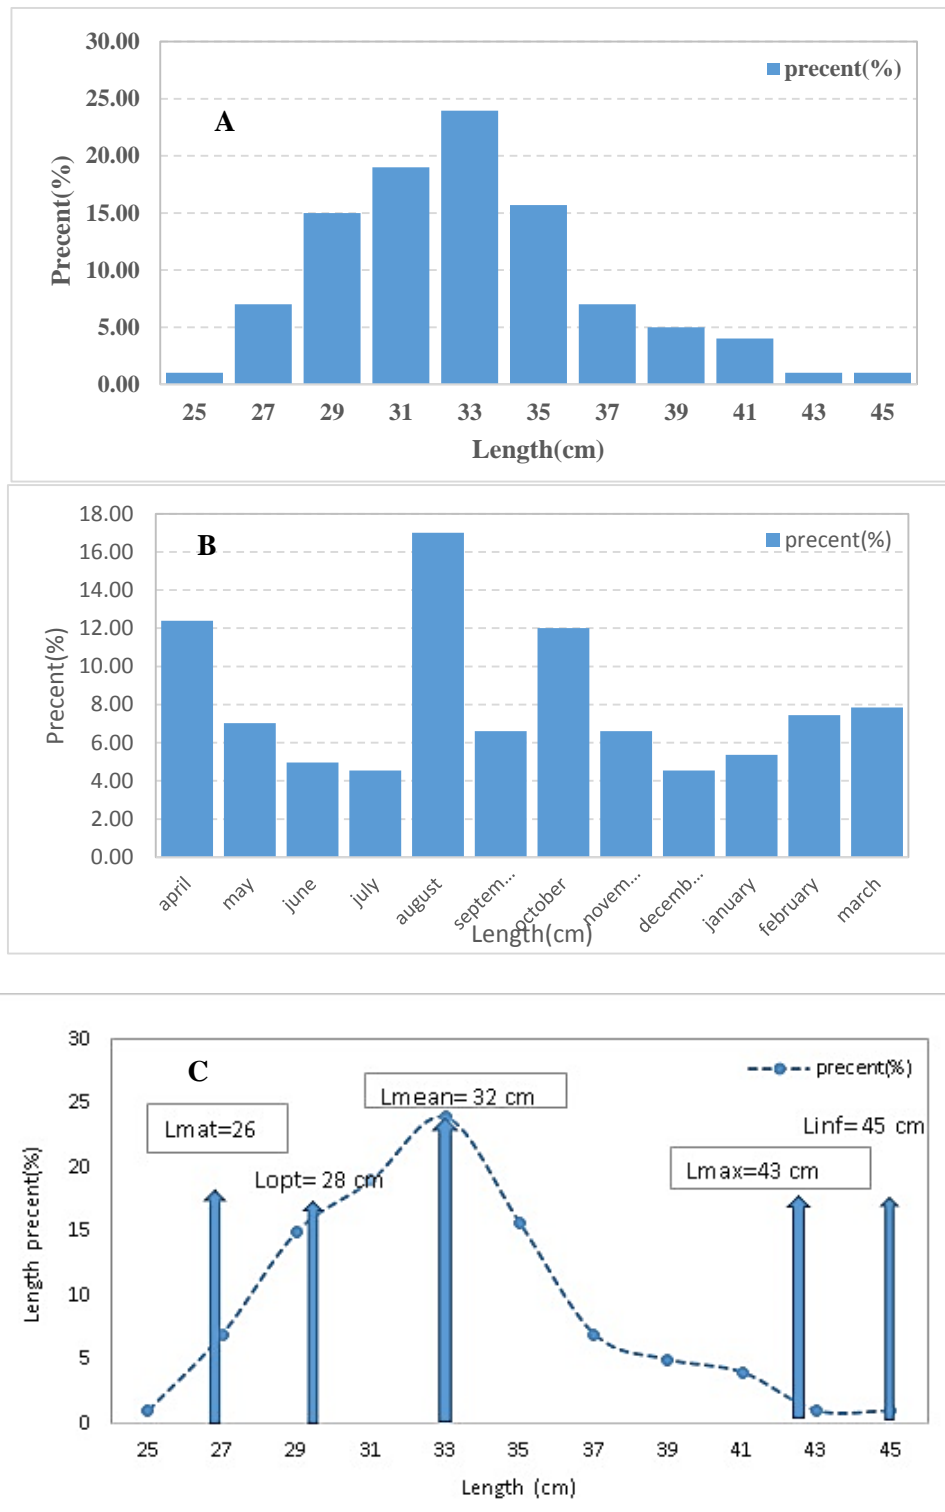 30.00
25.00
20.00
15.00
10.00
5.00
0.00
Precent(%)
A
precent(%)
25 27 29 31 33 35 37 39 41 43 45
Length(cm)
18.00
16.00
14.00
12.00
10.00
8.00
6.00
4.00
2.00
0.00
Precent(%)
B
precent(%)
april may june july august septem... october novem... decemb... january february march
Length(cm)
30
25
20
15
10
5
0
Length precent(%)
C
precent(%)
Lmean= 32 cm
Lmat=26
Linf= 45 cm
Lopt= 28 cm
Lmax=43 cm
25 27 29 31 33 35 37 39 41 43 45
Length (cm)